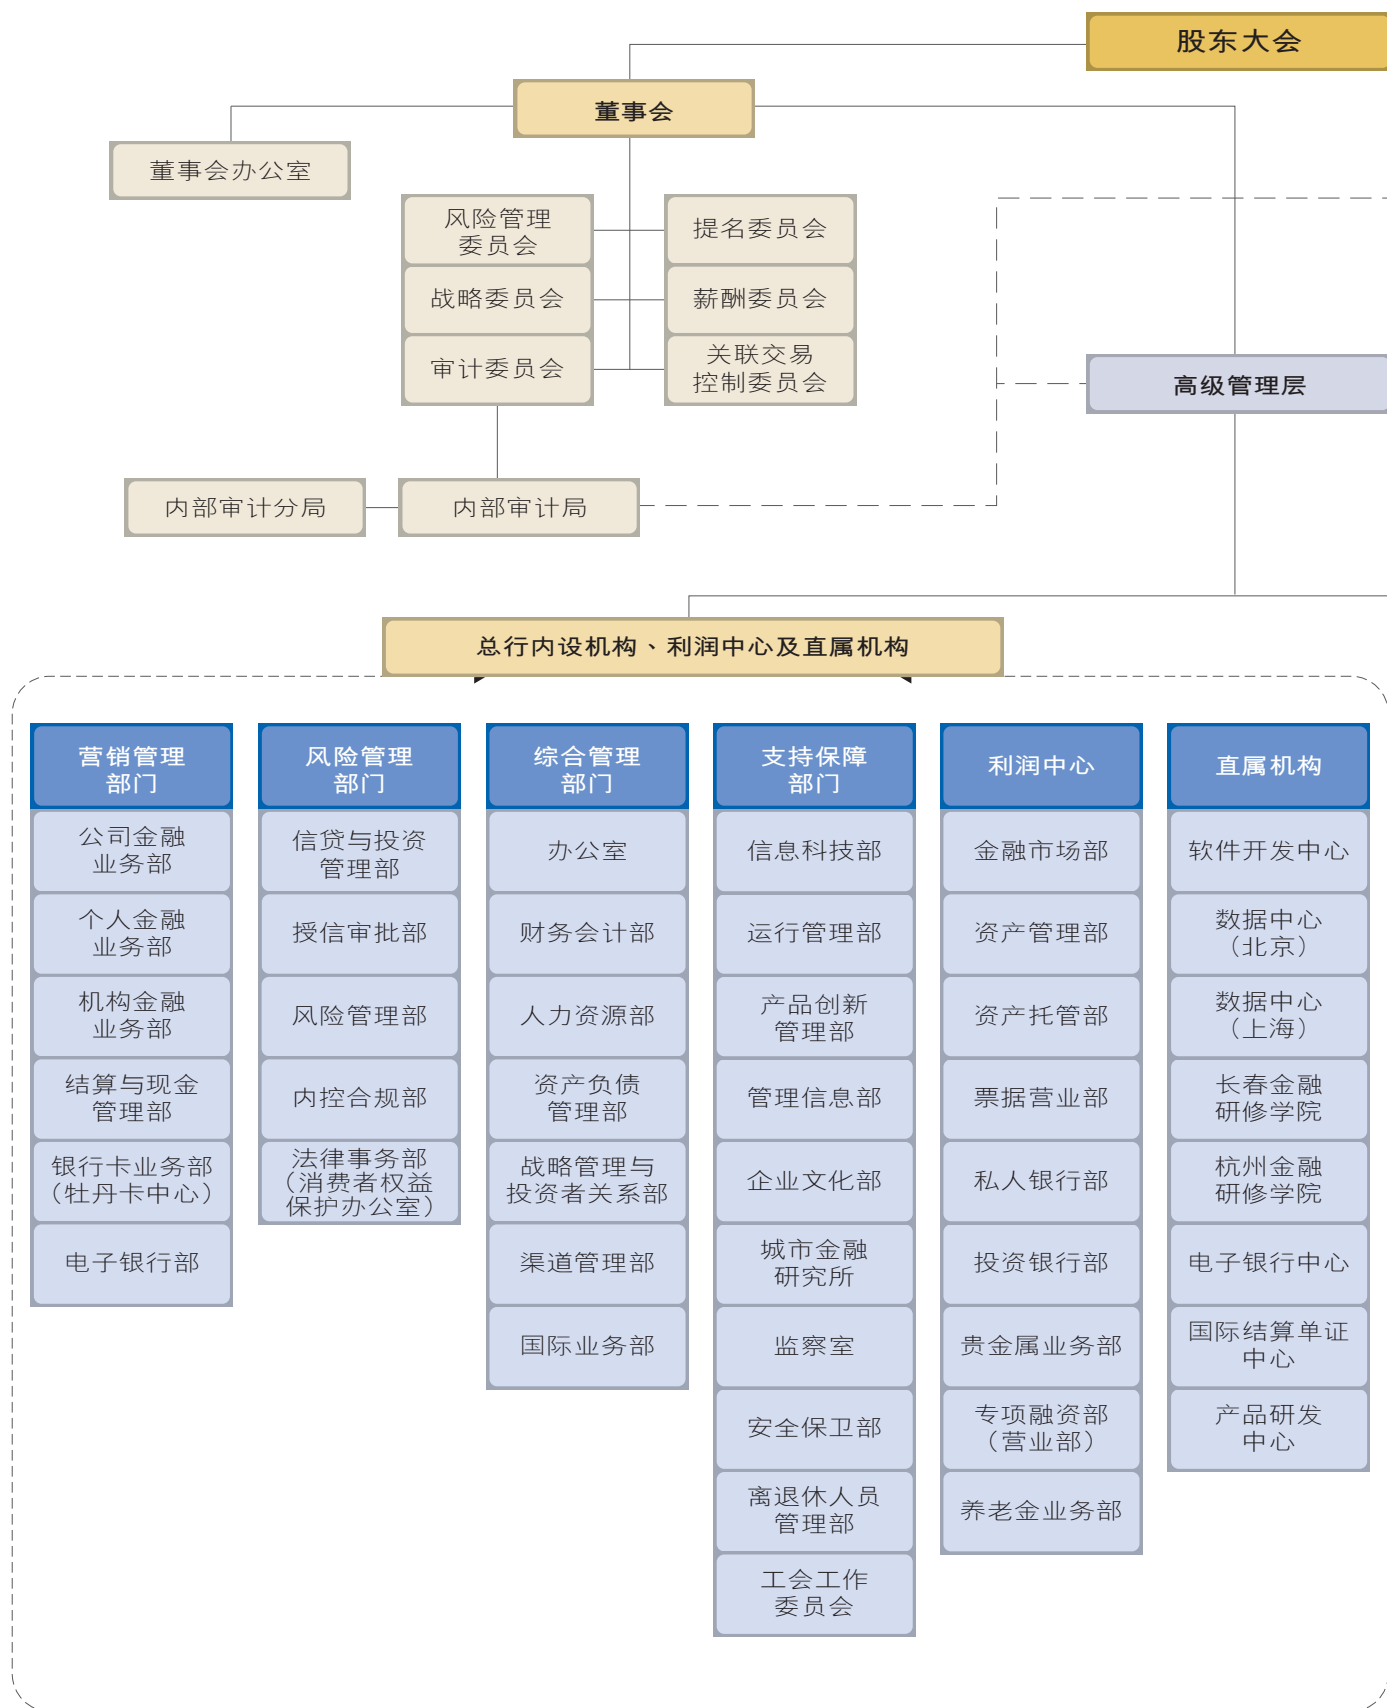 股东大会
董事会
董事会办公室
风险管理
委员会
提名委员会
战略委员会
薪酬委员会
审计委员会
关联交易
控制委员会
高级管理层
内部审计分局
内部审计局
总行内设机构、利润中心及直属机构
营销管理
部门
公司金融
业务部
个人金融
业务部
机构金融
业务部
结算与现金
管理部
银行卡业务部
（牡丹卡中心）
电子银行部
风险管理
部门
信贷与投资
管理部
授信审批部
风险管理部
内控合规部
法律事务部
（消费者权益
保护办公室）
综合管理
部门
办公室
财务会计部
人力资源部
资产负债
管理部
战略管理与
投资者关系部
渠道管理部
国际业务部
支持保障
部门
信息科技部
运行管理部
产品创新
管理部
管理信息部
企业文化部
城市金融
研究所
监察室
安全保卫部
离退休人员
管理部
工会工作
委员会
利润中心
金融市场部
资产管理部
资产托管部
票据营业部
私人银行部
投资银行部
贵金属业务部
专项融资部
（营业部）
养老金业务部
直属机构
软件开发中心
数据中心
（北京）
数据中心
（上海）
长春金融
研修学院
杭州金融
研修学院
电子银行中心
国际结算单证
中心
产品研发
中心